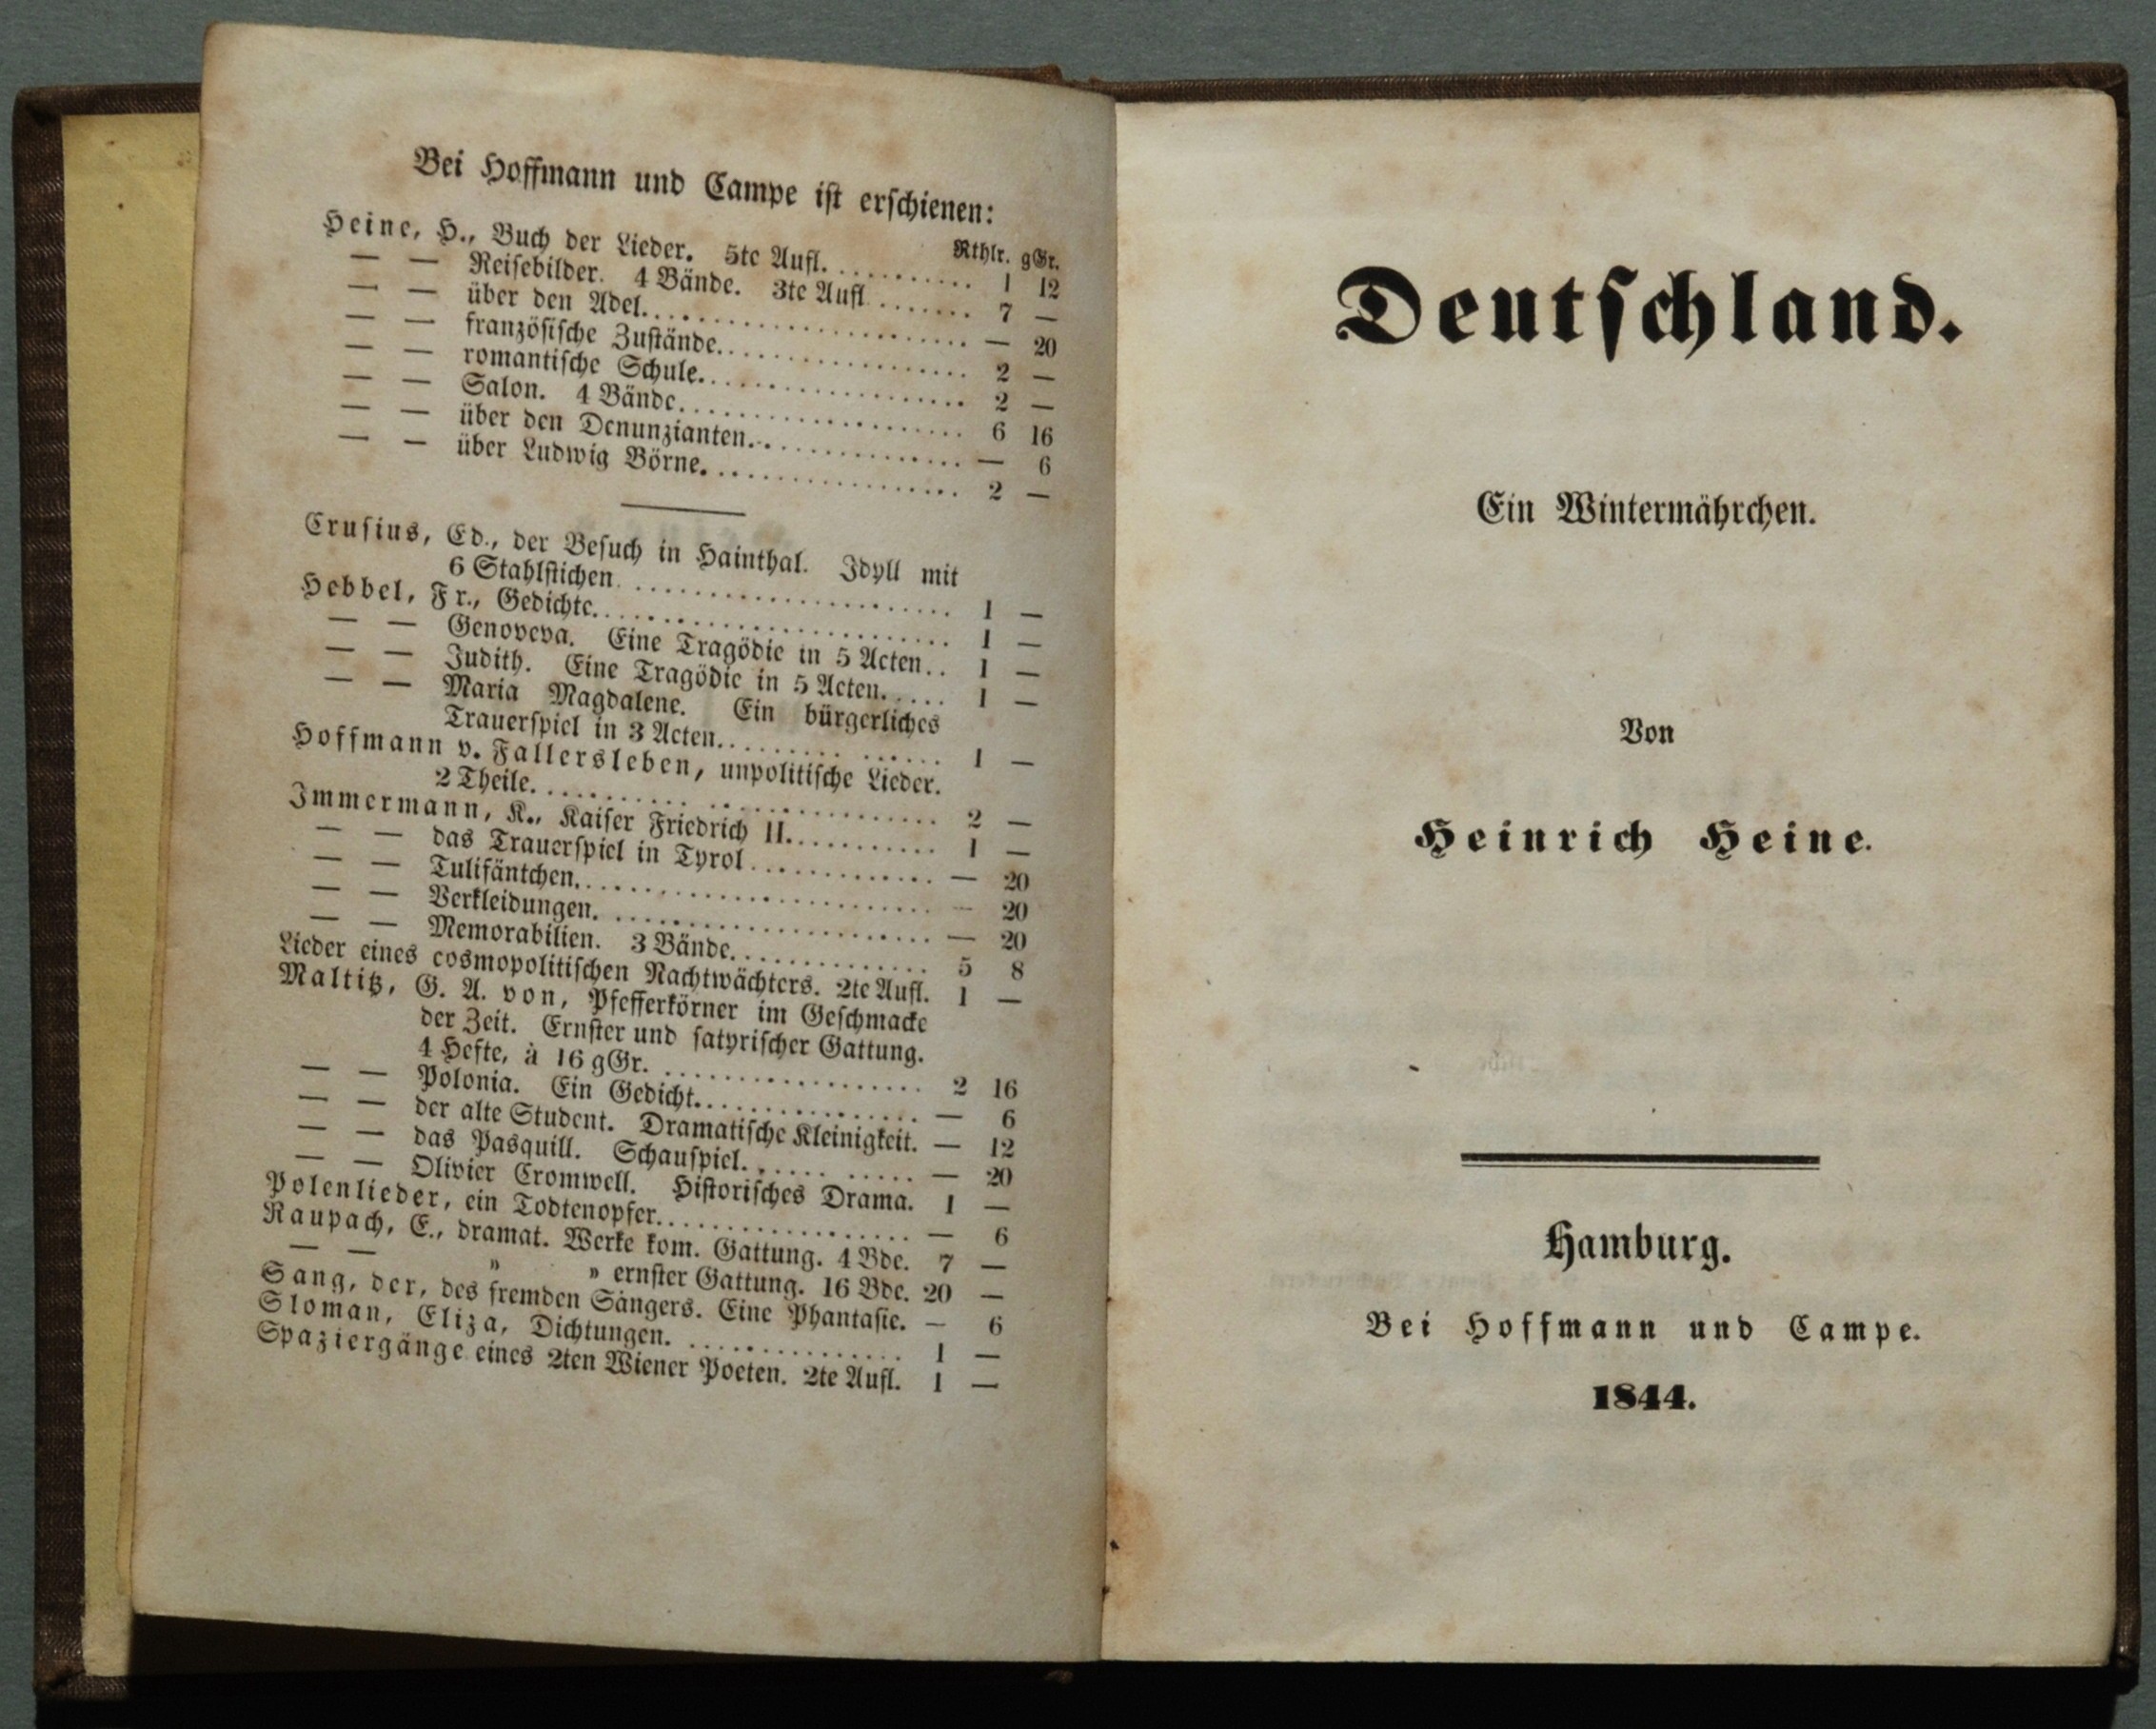 Bei Hoffmann und Campe ist erschienen:
Rthlr. gGr.
Heine, H., Buch der Lieder. 5te Aufl. .......... 1 12
— — Reisebilder. 4 Bände. 3te Aufl ....... 7 —
— — über den Adel..................... — 20
— — französische Zustände................. 2 —
— — romantische Schule.................. 2 —
— — Salon. 4 Bände.................... 6 16
— — über den Denunzianten............... — 6
— — über Ludwig Börne.................. 2 —
Crusius, Ed., der Besuch in Hainthal. Idyll mit
6 Stahlstichen ...................... 1 —
Hebbel, Fr., Gedichte........................ 1 —
— — Genoveva. Eine Tragödie in 5 Acten.. 1 —
— — Judith. Eine Tragödie in 5 Acten..... 1 —
— — Maria Magdalene. Ein bürgerliches
Trauerspiel in 3 Acten............... 1 —
Hoffmann v. Fallersleben, unpolitische Lieder.
2 Theile.......................... 2 —
Immermann, K., Kaiser Friedrich II............ 1 —
— — das Trauerspiel in Tyrol............. — 20
— — Tulifäntchen........................ — 20
— — Verkleidungen. ..................... — 20
— — Memorabilien. 3 Bände.............. 5 8
Lieder eines cosmopolitischen Nachtwächters. 2te Aufl. 1 —
Maltitz, G. A. von, Pfefferkörner im Geschmacke
der Zeit. Ernster und satyrischer Gattung.
4 Hefte, à 16 gGr. .................. 2 16
— — Polonia. Ein Gedicht................ — 6
— — der alte Student. Dramatische Kleinigkeit. — 12
— — das Pasquill. Schauspiel. ........... — 20
— — Olivier Cromwell. Historisches Drama. 1 —
Polenlieder, ein Todtenopfer.................. — 6
Raupach, E., dramat. Werke kom. Gattung. 4 Bde. 7 —
— — " " ernster Gattung. 16 Bde. 20 —
Sang, der, des fremden Sängers. Eine Phantasie. — 6
Sloman, Eliza, Dichtungen. ................ 1 —
Spaziergänge eines 2ten Wiener Poeten. 2te Aufl. 1 —
Deutschland.
Ein Wintermährchen.
Von
Heinrich Heine.
Hamburg.
Bei Hoffmann und Campe.
1844.